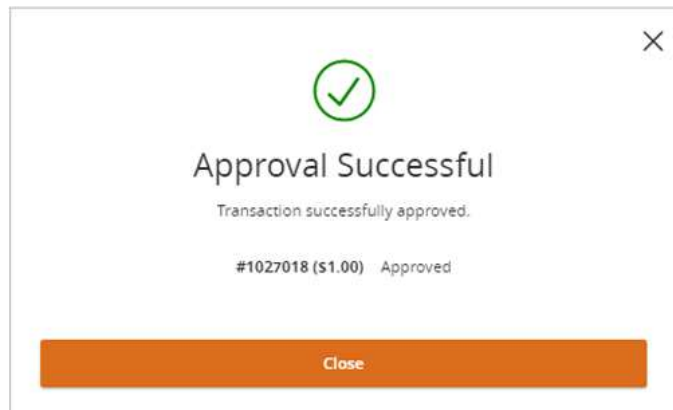 Approval Successful
Transaction successfully approved.
#1027018 ($1.00) Approved
Close